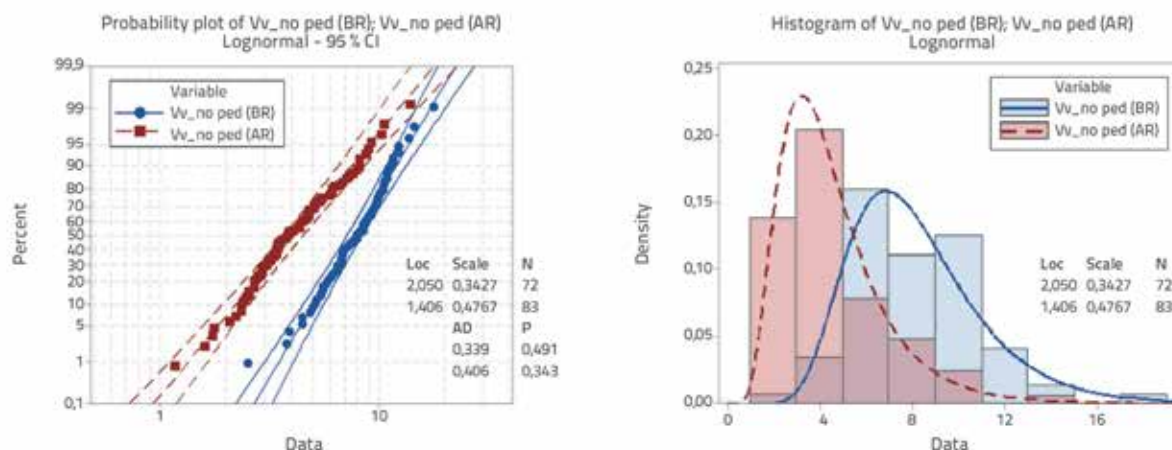 Probability plot of Vv_no ped (BR); Vv_no ped (AR)
Lognormal - 95 % CI
99,9
99
95
90
80
70
60
50
40
30
20
10
5
1
0,1
Percent
Variable
Vv_no ped (BR)
Vv_no ped (AR)
Loc Scale N
2,050 0,3427 72
1,406 0,4767 83
AD P
0,339 0,491
0,406 0,343
1 10
Data
Histogram of Vv_no ped (BR); Vv_no ped (AR)
Lognormal
0,25
0,20
0,15
0,10
0,05
0,00
Density
Variable
Vv_no ped (BR)
Vv_no ped (AR)
Loc Scale N
2,050 0,3427 72
1,406 0,4767 83
0 4 8 12 16
Data